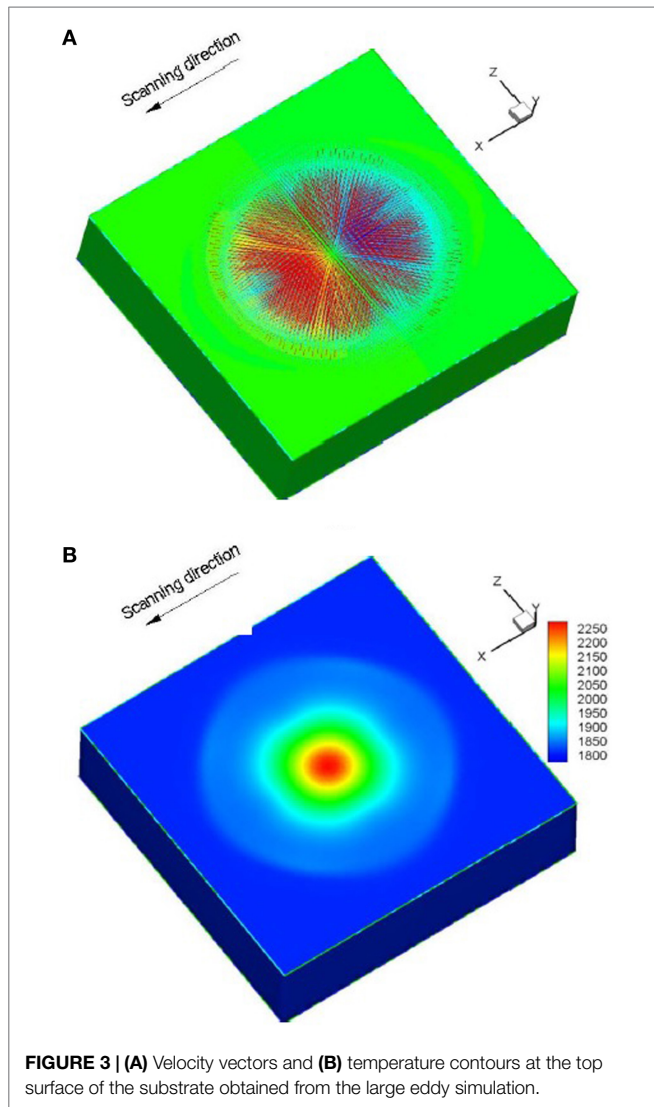 A
Scanning direction
Z
Y
X
B
Scanning direction
Z
Y
X
2250
2200
2150
2100
2050
2000
1950
1900
1850
1800
FIGURE 3 | (A) Velocity vectors and (B) temperature contours at the top
surface of the substrate obtained from the large eddy simulation.